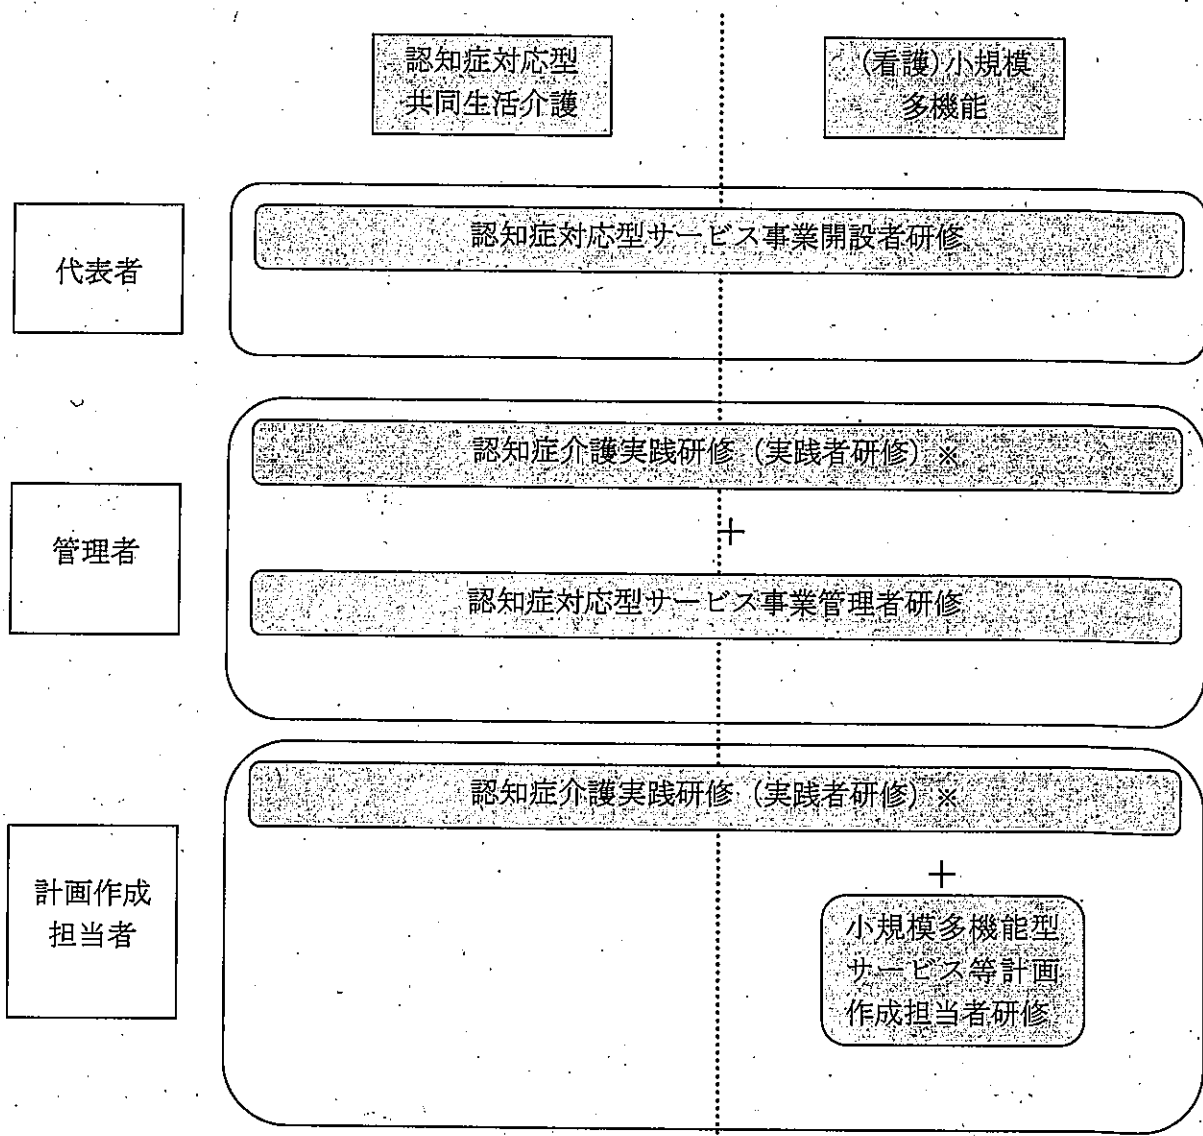 認知症対応型
共同生活介護
(看護)小規模
多機能
代表者
認知症対応型サービス事業開設者研修
管理者
認知症介護実践研修（実践者研修）※
+
認知症対応型サービス事業管理者研修
計画作成
担当者
認知症介護実践研修（実践者研修）※
+
小規模多機能型
サービス等計画
作成担当者研修